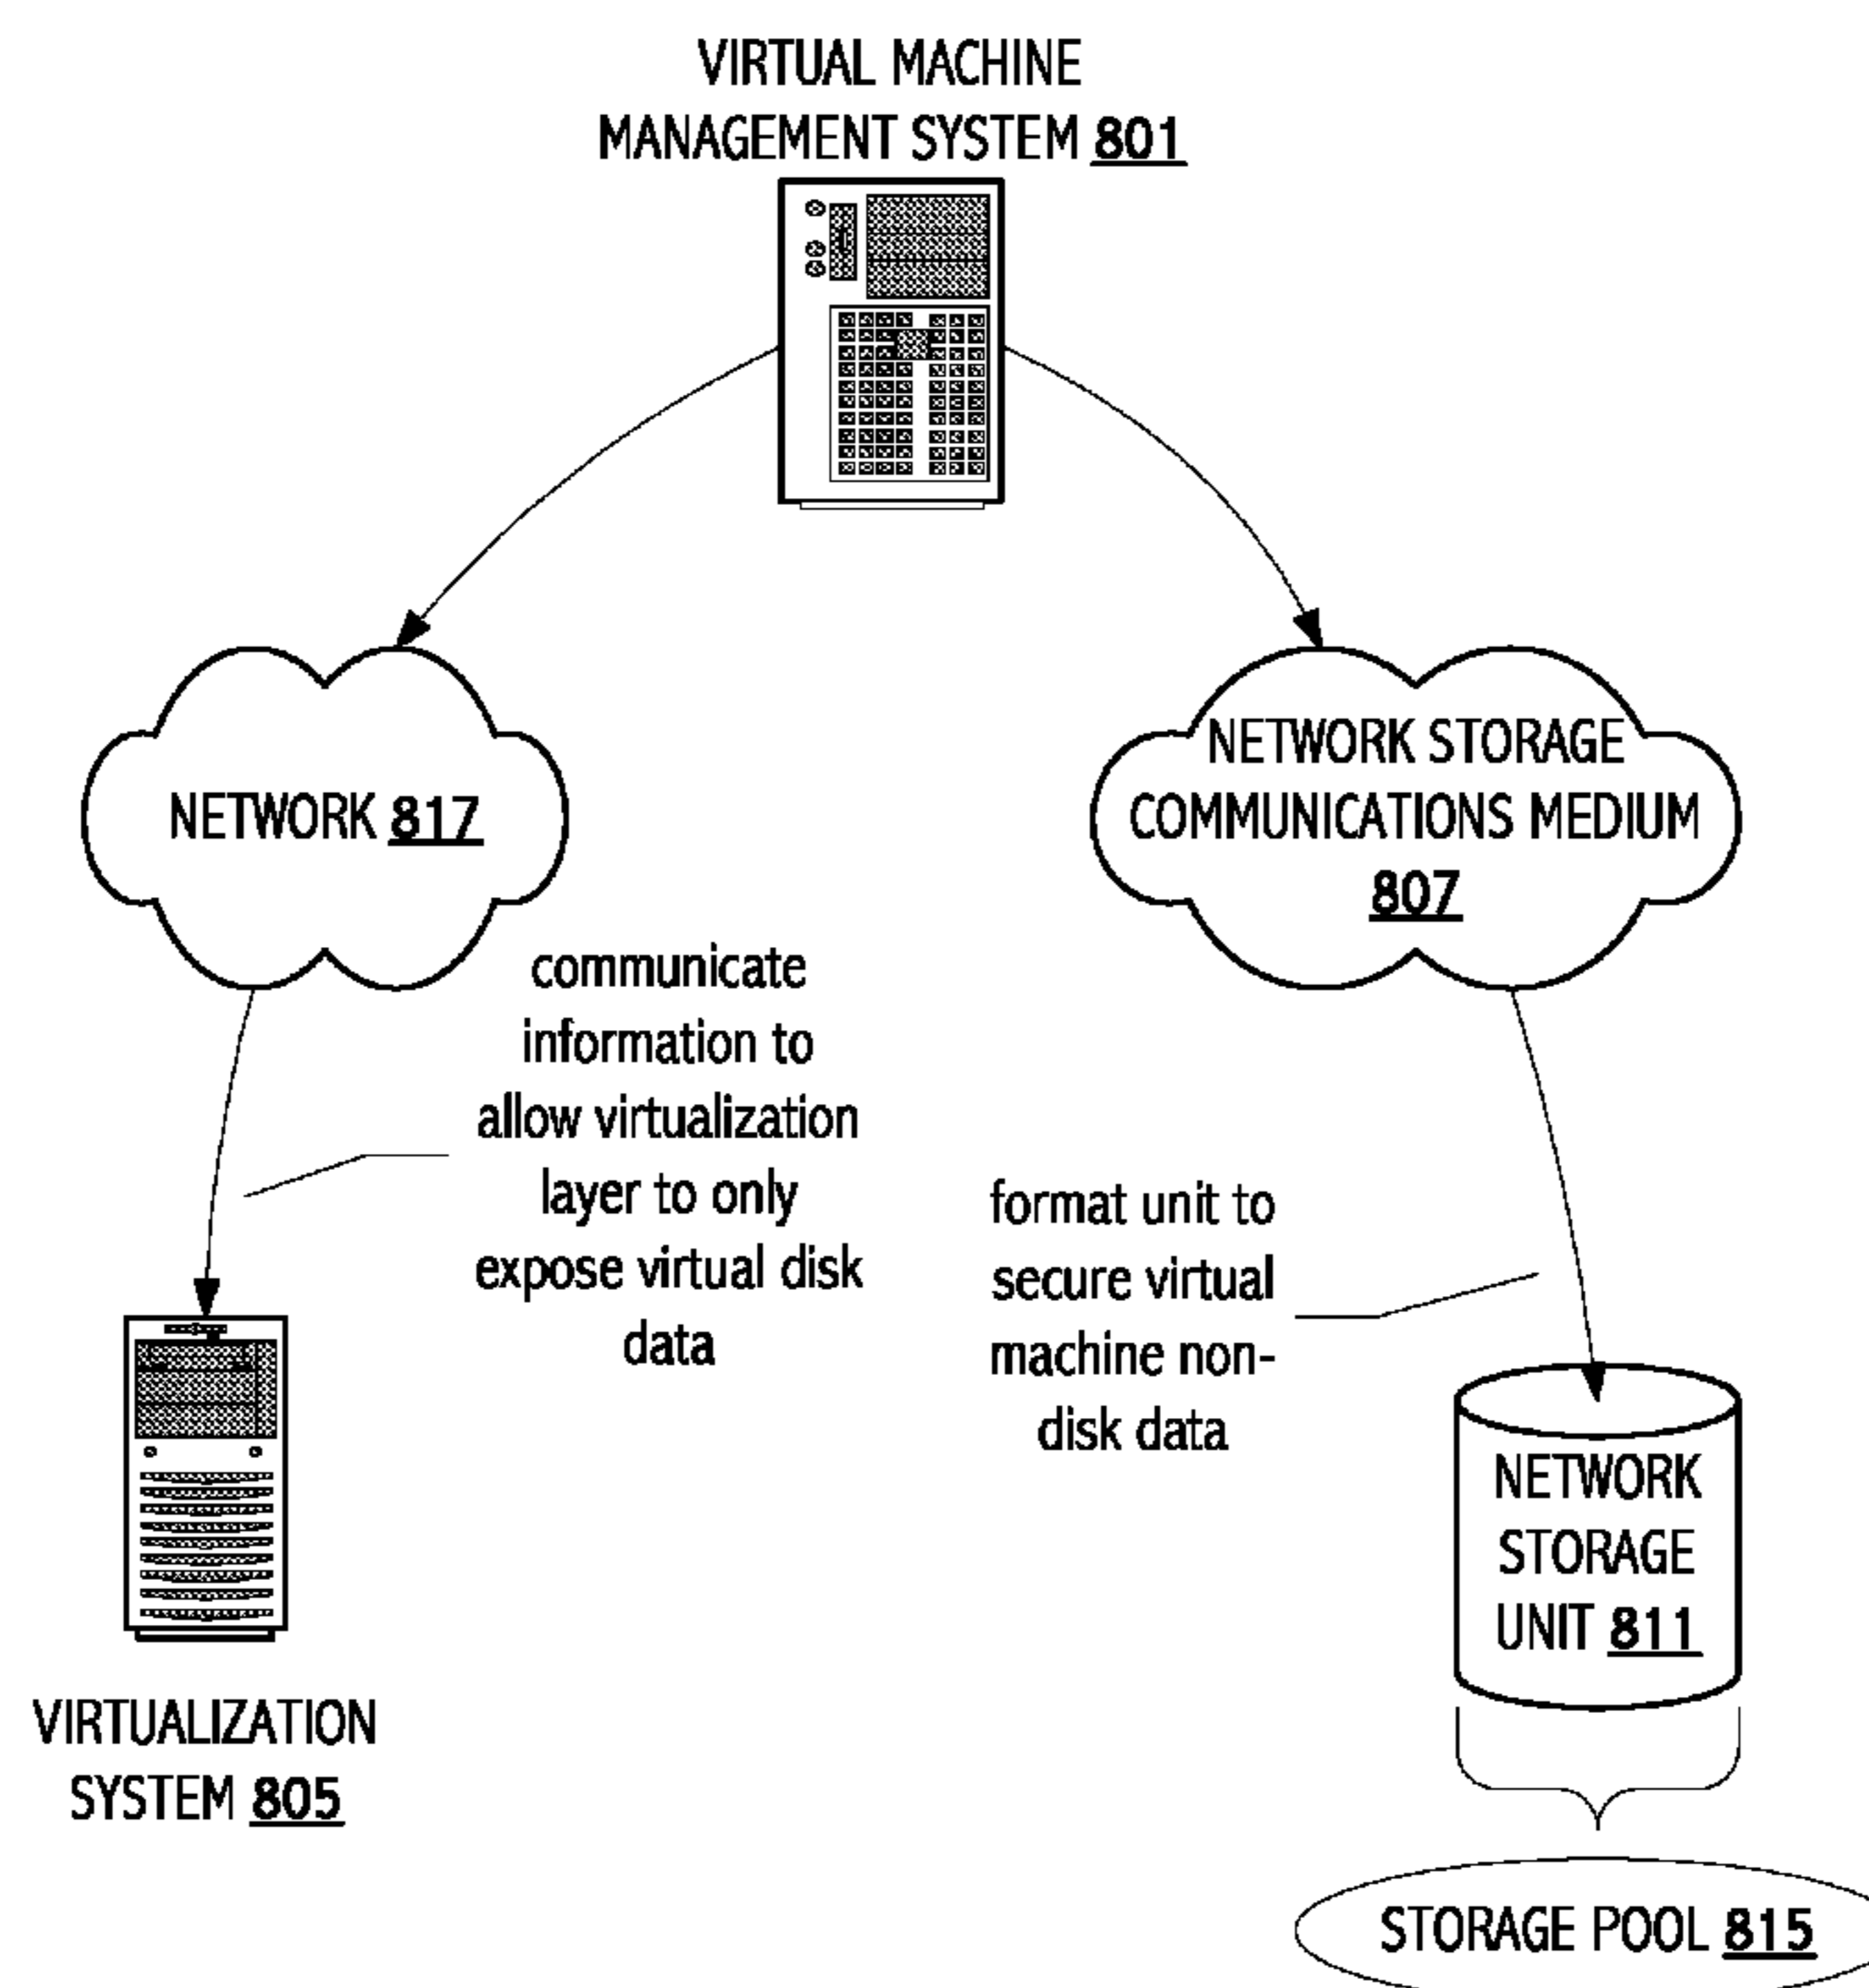 VIRTUAL MACHINE
MANAGEMENT SYSTEM 801
NETWORK 817
NETWORK STORAGE
COMMUNICATIONS MEDIUM
807
communicate
information to
allow virtualization
layer to only
expose virtual disk
data
format unit to
secure virtual
machine non-
disk data
NETWORK
STORAGE
UNIT 811
VIRTUALIZATION
SYSTEM 805
STORAGE POOL 815